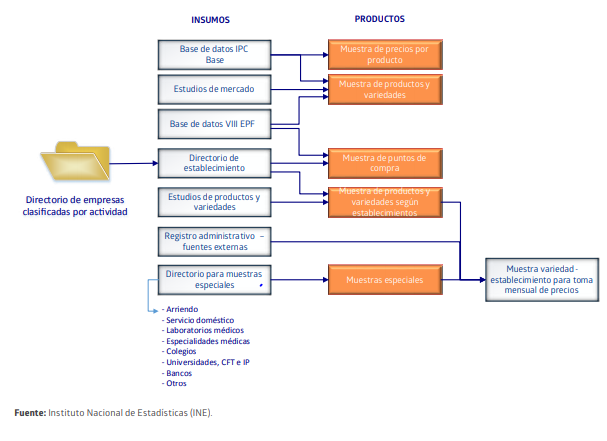 INSUMOS
PRODUCTOS
Base de datos IPC
Base
Muestra de precios por
producto
Estudios de mercado
Muestra de productos y
variedades
Base de datos VIII EPF
Directorio de
establecimiento
Muestra de puntos de
compra
Directorio de empresas
clasificadas por actividad
Estudios de productos y
variedades
Muestra de productos y
variedades según
establecimientos
Registro administrativo –
fuentes externas
Directorio para muestras
especiales
Muestras especiales
Muestra variedad -
establecimiento para toma
mensual de precios
- Arriendo
- Servicio doméstico
- Laboratorios médicos
- Especialidades médicas
- Colegios
- Universidades, CFT e IP
- Bancos
- Otros
Fuente: Instituto Nacional de Estadísticas (INE).